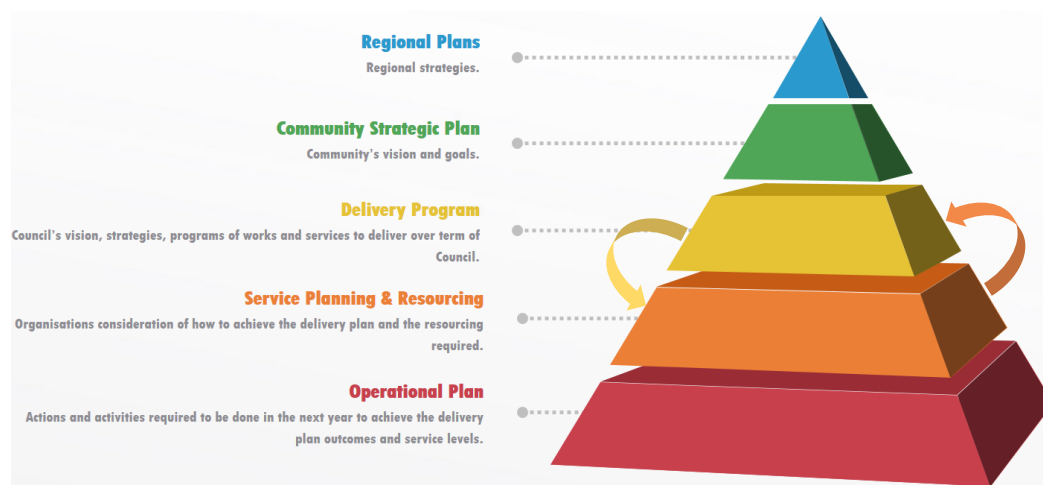 Regional Plans
Regional strategies.
Community Strategic Plan
Community's vision and goals.
Delivery Program
Council's vision, strategies, programs of works and services to deliver over term of
Council.
Service Planning & Resourcing
Organisations consideration of how to achieve the delivery plan and the resourcing
required.
Operational Plan
Actions and activities required to be done in the next year to achieve the delivery
plan outcomes and service levels.